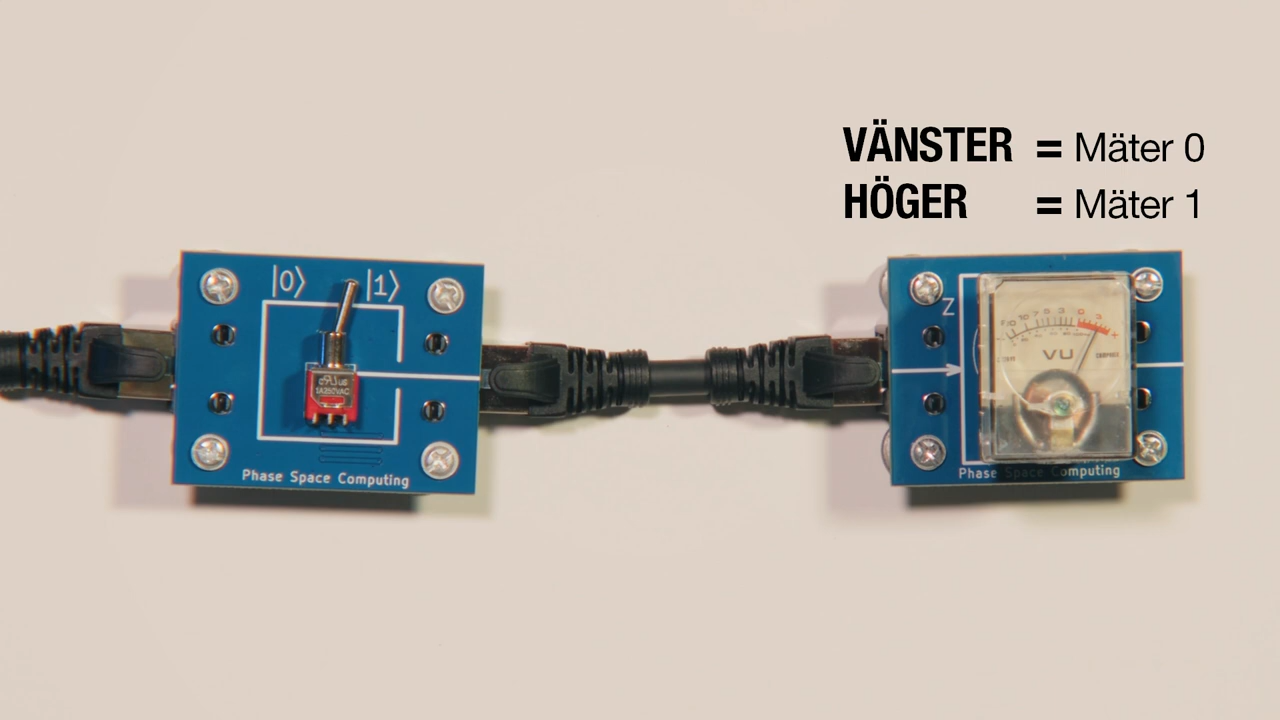 VÄNSTER = Mäter 0
HÖGER = Mäter 1
|0⟩ |1⟩
Phase Space Computing
Z
VU
Phase Space Computing